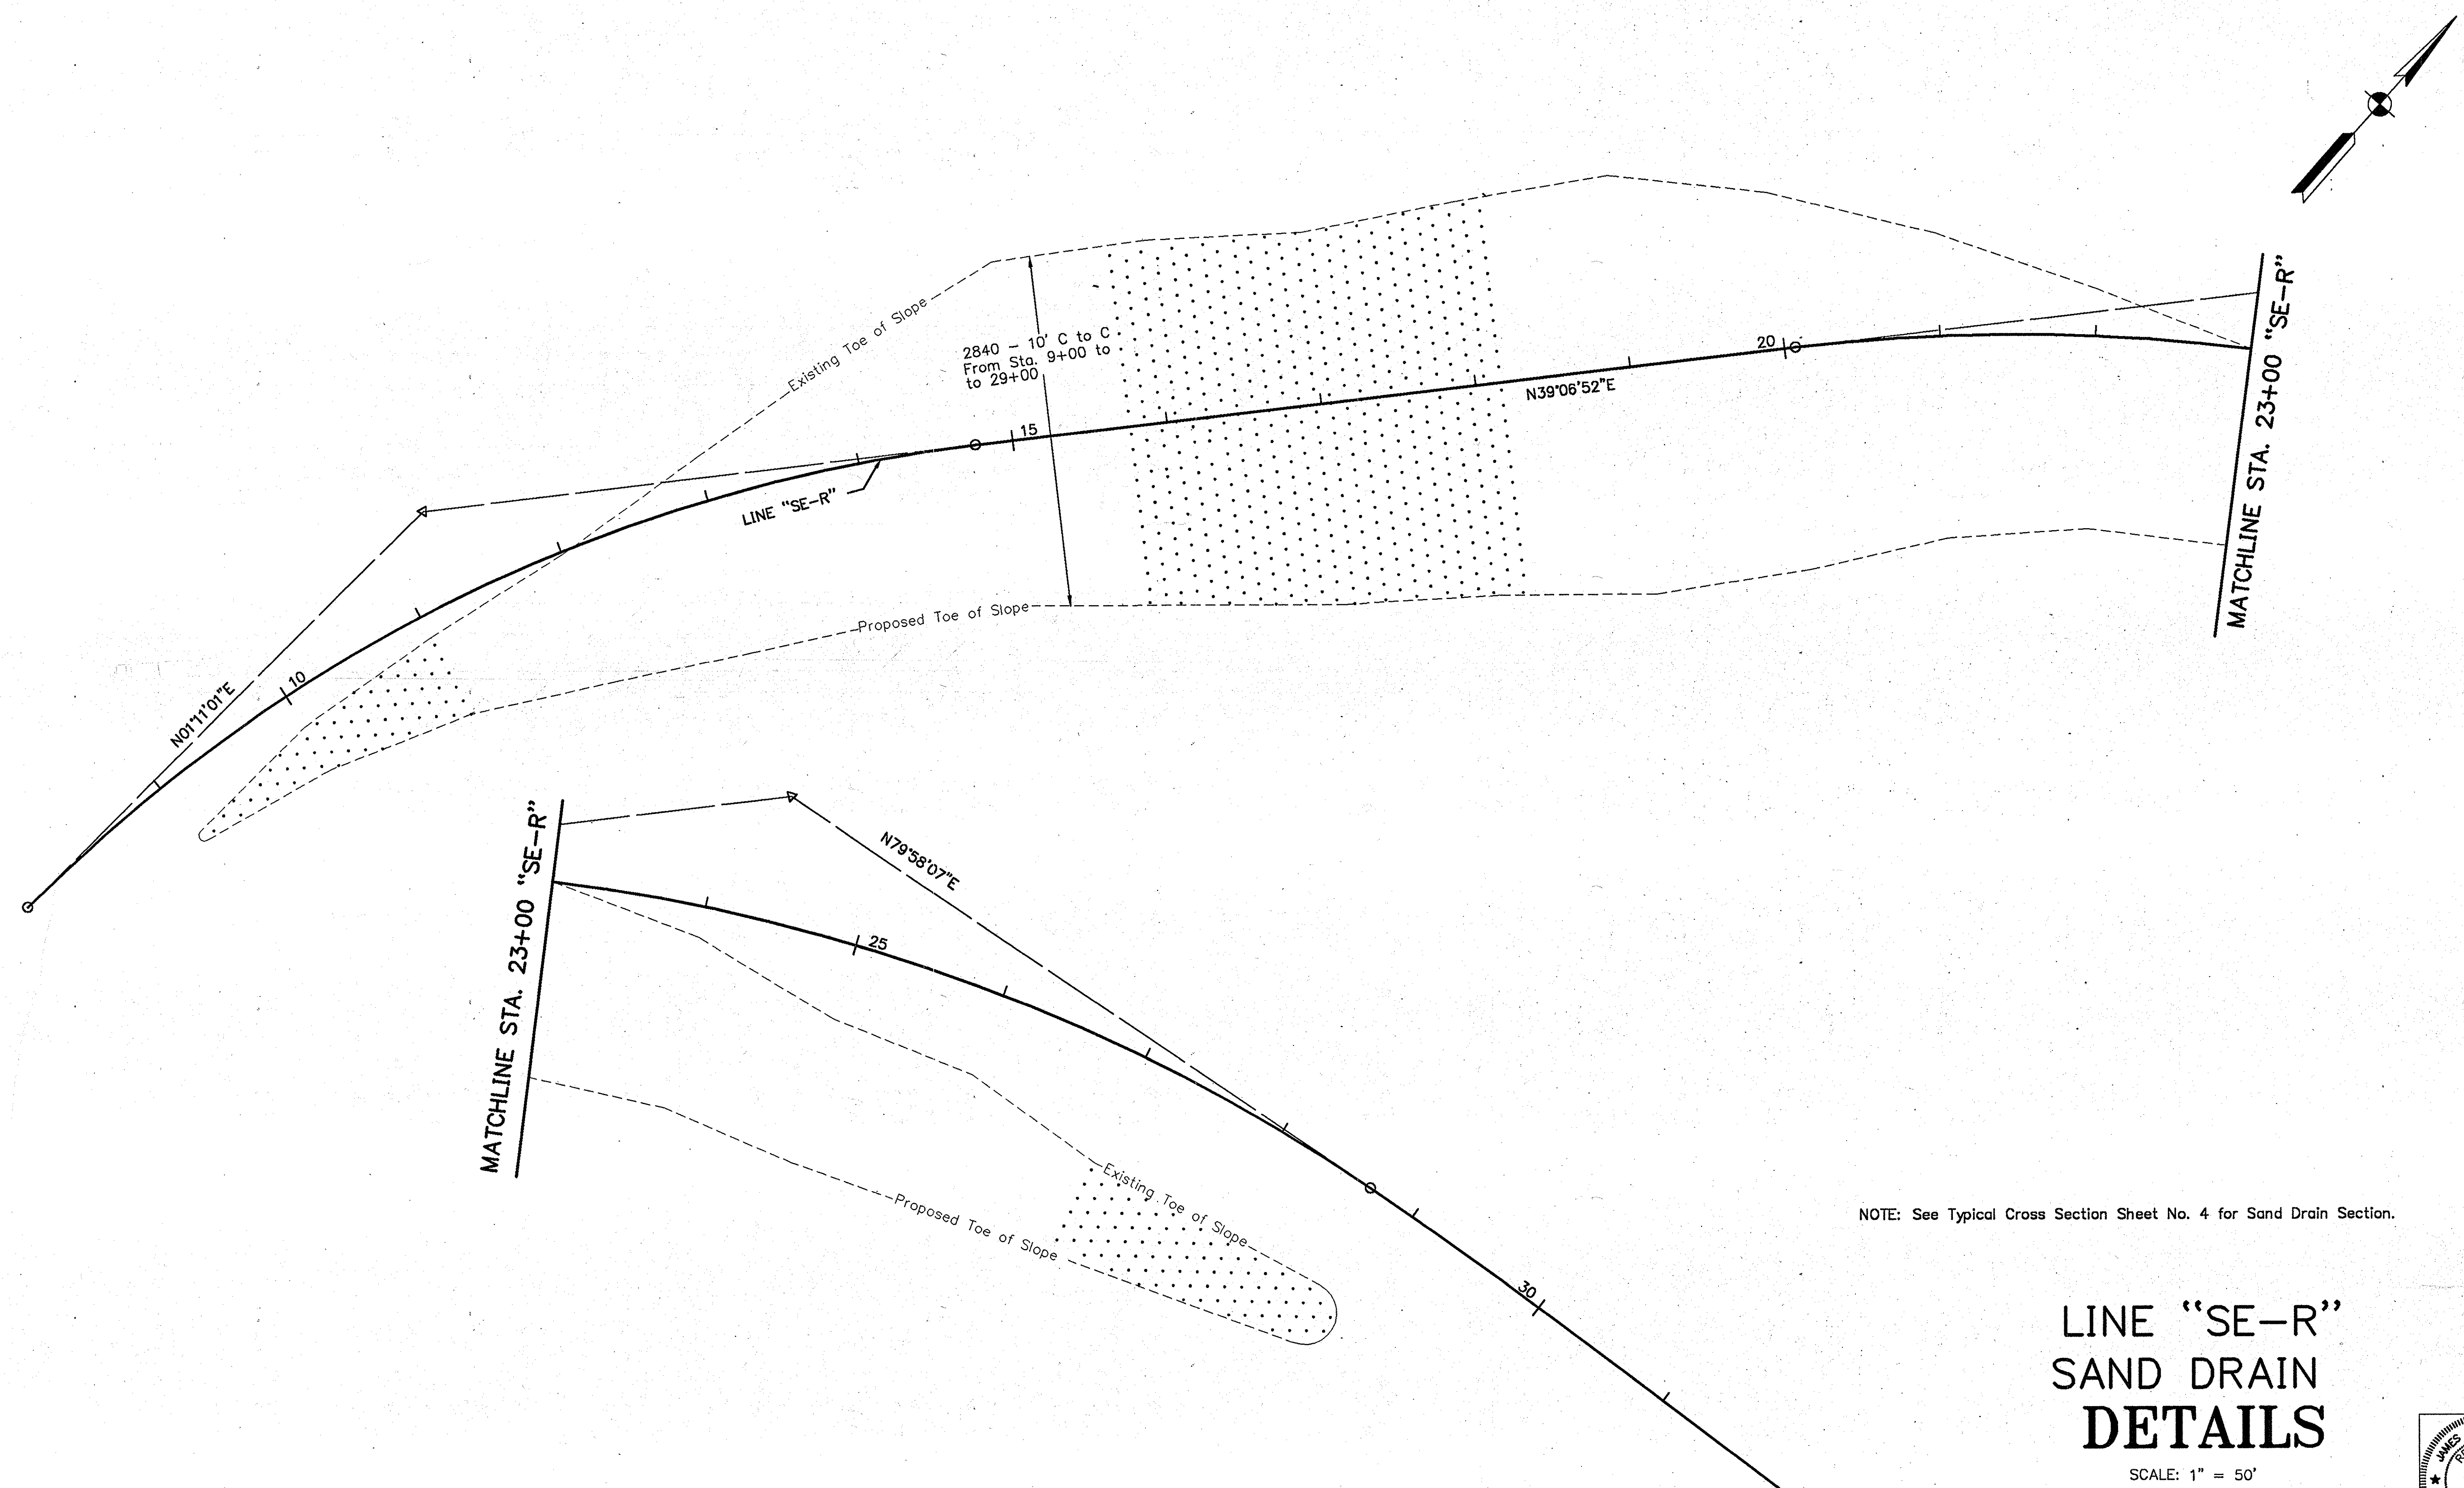 Existing Toe of Slope
2840 – 10' C to C
From Sta. 9+00 to
to 29+00
15
20
N39°06'52"E
MATCHLINE STA. 23+00 "SE–R"
LINE "SE–R"
Proposed Toe of Slope
10
N01°11'01"E
MATCHLINE STA. 23+00 "SE–R"
N79°58'07"E
25
Existing Toe of Slope
Proposed Toe of Slope
30
NOTE: See Typical Cross Section Sheet No. 4 for Sand Drain Section.
LINE "SE–R"
SAND DRAIN
DETAILS
SCALE: 1" = 50'
JAMES